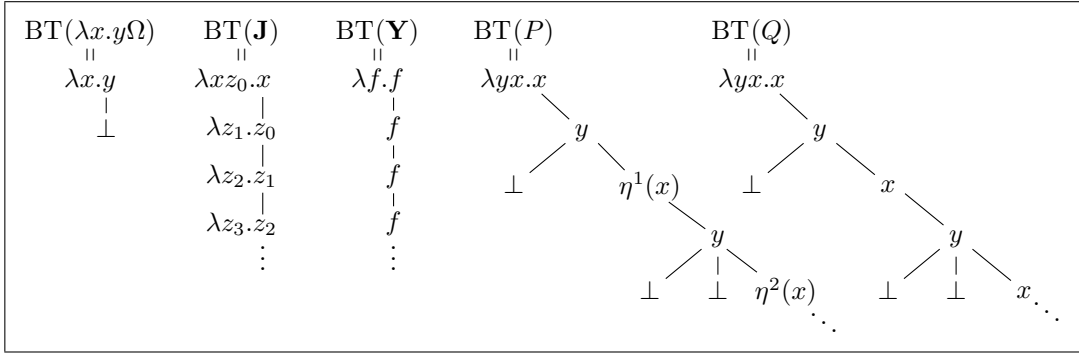 BT(λx.yΩ) BT(𝐉) BT(𝐘) BT(P) BT(Q)
= = = = =
λx.y λxz₀.x λf.f λyx.x λyx.x
⊥ λz₁.z₀ f y y
λz₂.z₁ f ⊥ η¹(x) ⊥ x
λz₃.z₂ f y y
⋮ ⋮ ⊥ ⊥ η²(x) ⊥ ⊥ x
⋱ ⋱